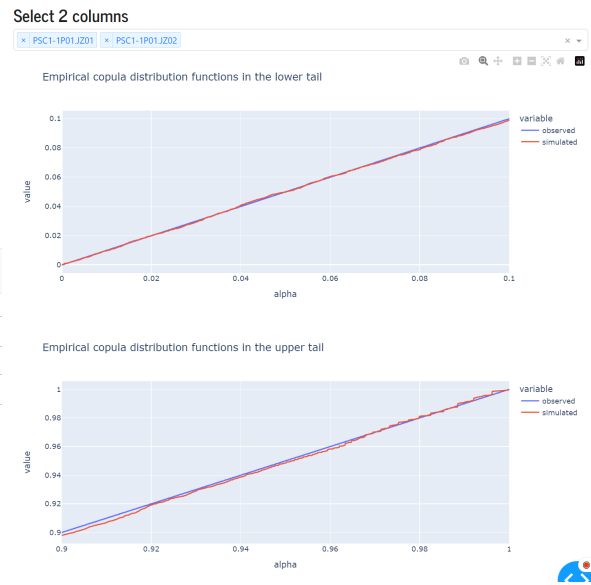 Select 2 columns
× PSC1-1P01.JZ01 × PSC1-1P01.JZ02 ×
Empirical copula distribution functions in the lower tail
variable
observed
simulated
value
0.1
0.08
0.06
0.04
0.02
0
0 0.02 0.04 0.06 0.08 0.1
alpha
Empirical copula distribution functions in the upper tail
variable
observed
simulated
value
1
0.98
0.96
0.94
0.92
0.9
0.9 0.92 0.94 0.96 0.98 1
alpha